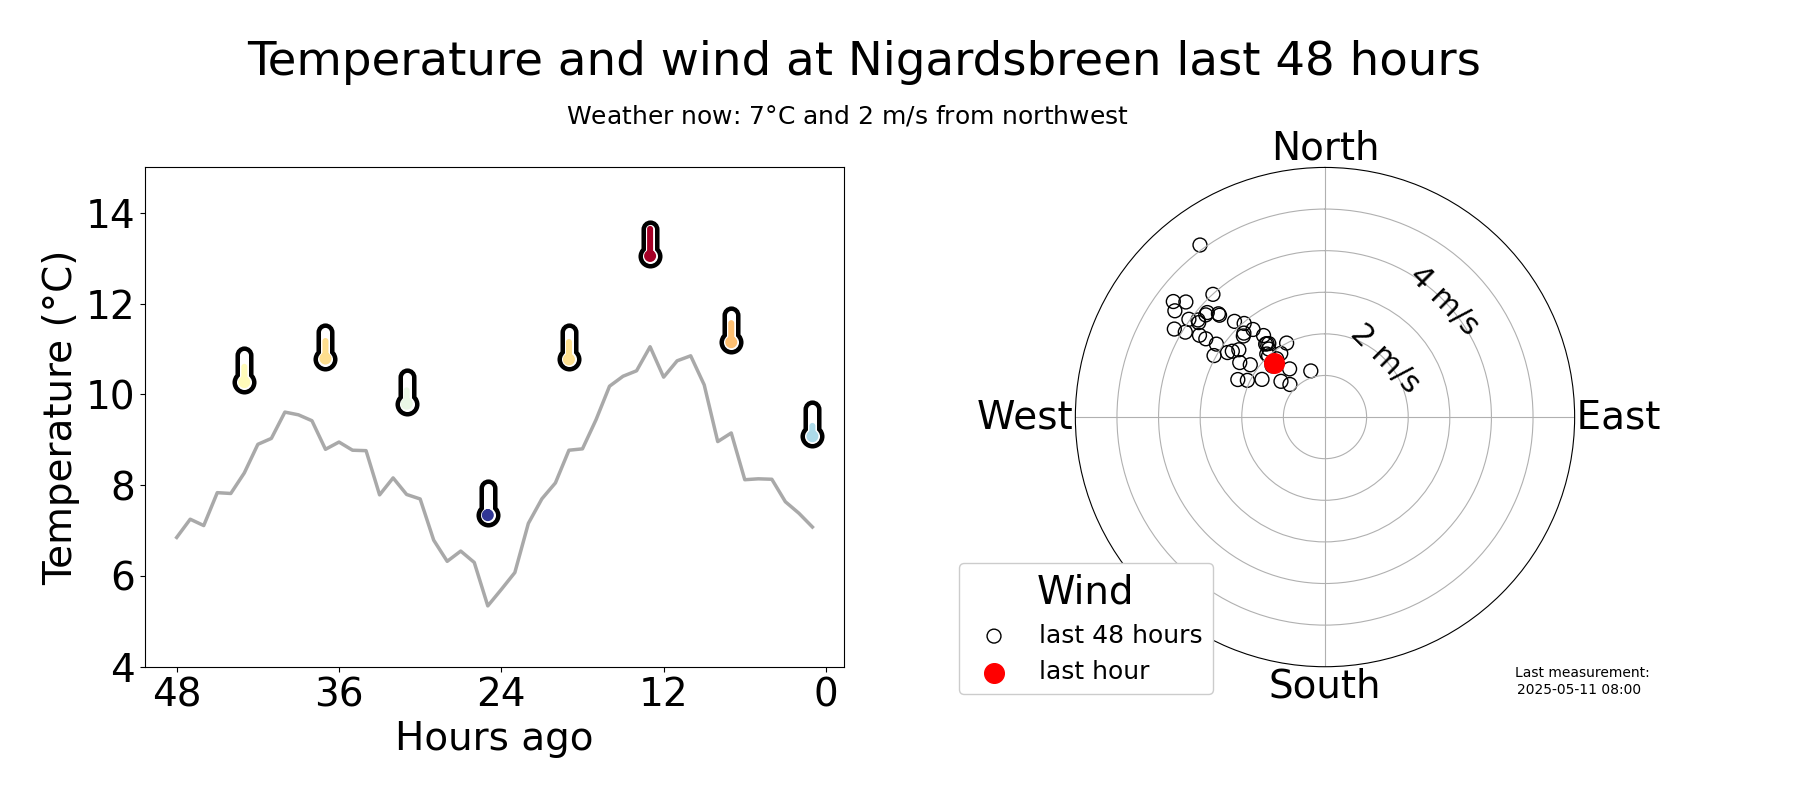 Temperature and wind at Nigardsbreen last 48 hours
Weather now: 7°C and 2 m/s from northwest
Temperature (°C)
14
12
10
8
6
4
48 36 24 12 0
Hours ago
North
4 m/s
2 m/s
West East
South
Wind
last 48 hours
last hour
Last measurement:
2025-05-11 08:00